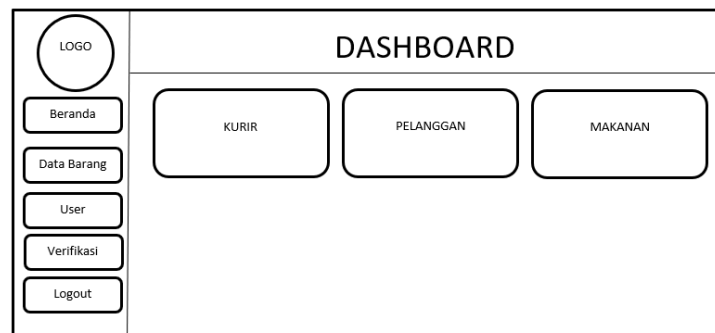 LOGO
DASHBOARD
Beranda
Data Barang
User
Verifikasi
Logout
KURIR
PELANGGAN
MAKANAN